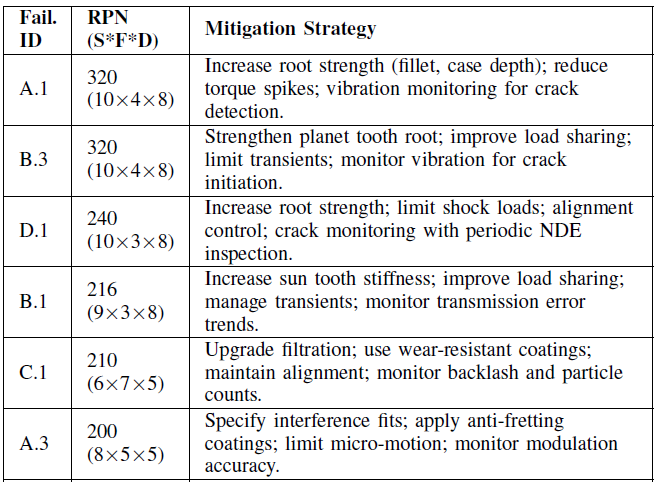 Fail. ID RPN (S*F*D) Mitigation Strategy
A.1
320
(10×4×8)
Increase root strength (fillet, case depth); reduce
torque spikes; vibration monitoring for crack
detection.
B.3
320
(10×4×8)
Strengthen planet tooth root; improve load sharing;
limit transients; monitor vibration for crack
initiation.
D.1
240
(10×3×8)
Increase root strength; limit shock loads; alignment
control; crack monitoring with periodic NDE
inspection.
B.1
216
(9×3×8)
Increase sun tooth stiffness; improve load sharing;
manage transients; monitor transmission error
trends.
C.1
210
(6×7×5)
Upgrade filtration; use wear-resistant coatings;
maintain alignment; monitor backlash and particle
counts.
A.3
200
(8×5×5)
Specify interference fits; apply anti-fretting
coatings; limit micro-motion; monitor modulation
accuracy.